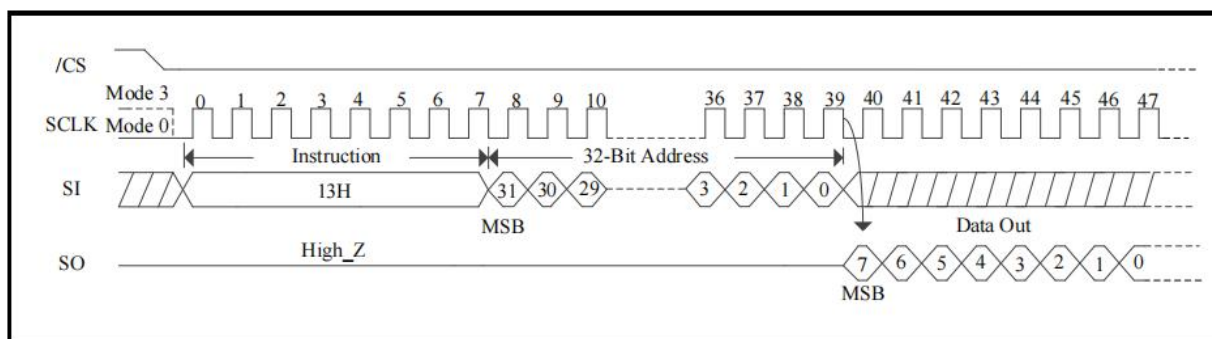 /CS
Mode 3
SCLK Mode 0
0 1 2 3 4 5 6 7 8 9 10 36 37 38 39 40 41 42 43 44 45 46 47
Instruction 32-Bit Address
SI 13H 31 30 29 3 2 1 0
MSB Data Out
High_Z
SO 7 6 5 4 3 2 1 0
MSB